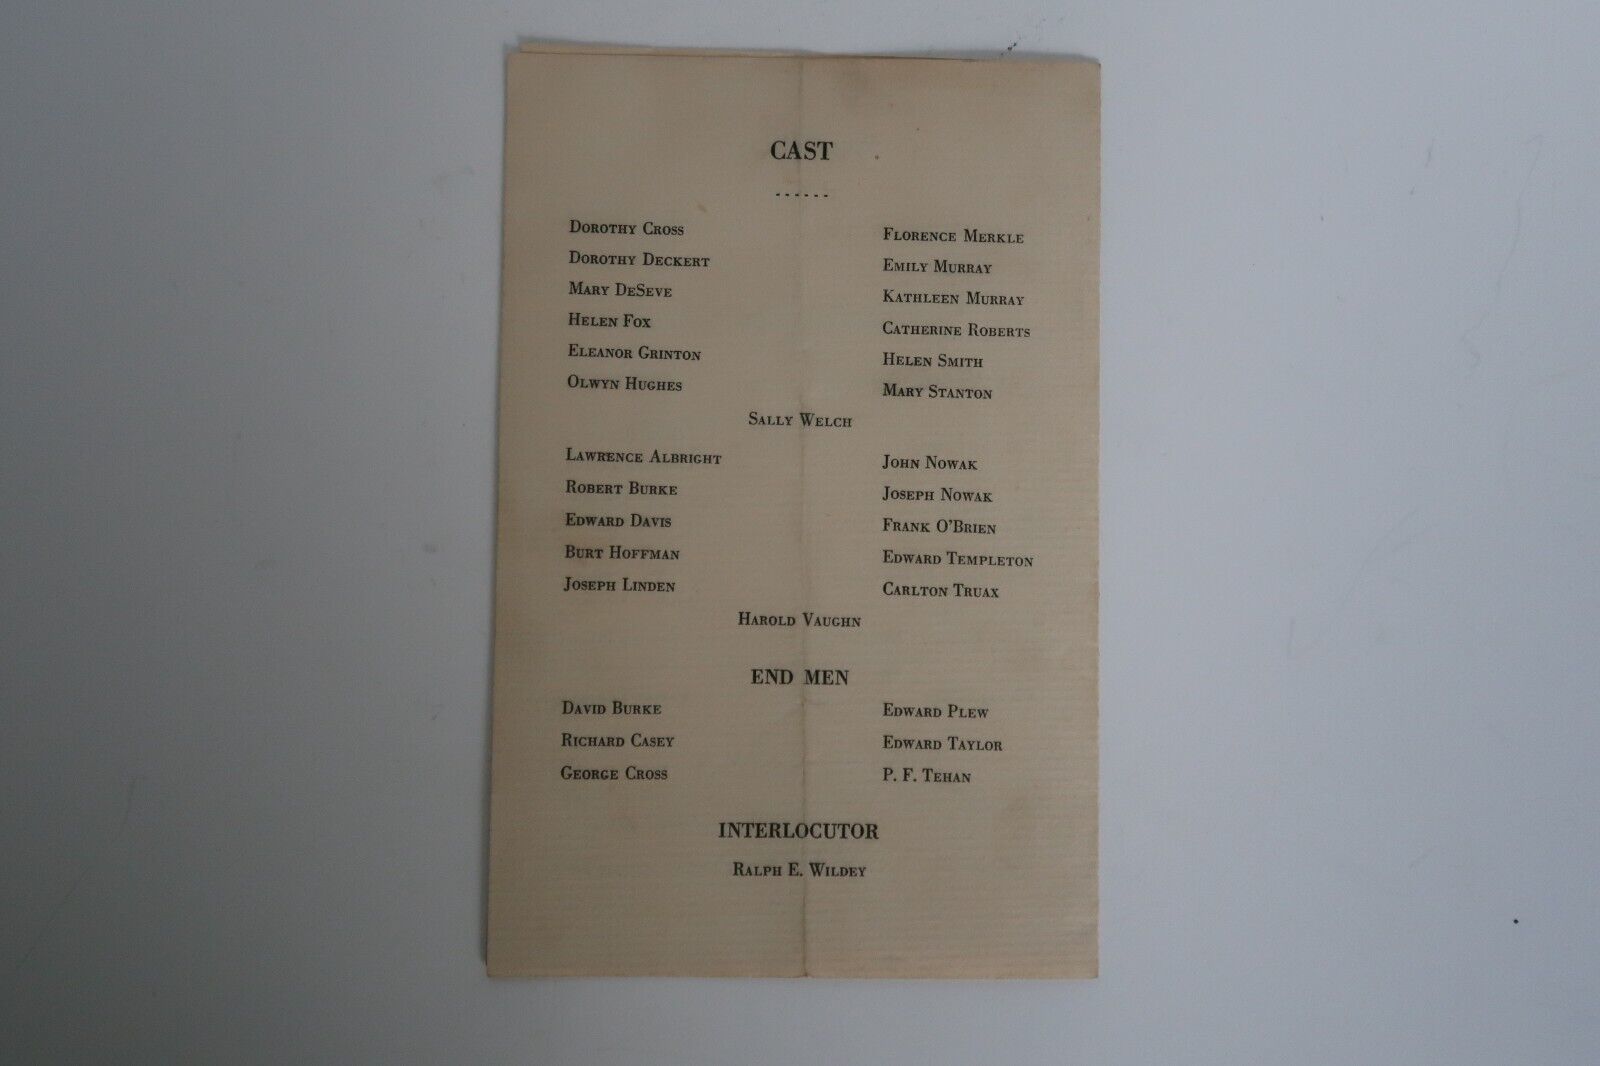 CAST
......
DOROTHY CROSS FLORENCE MERKLE
DOROTHY DECKERT EMILY MURRAY
MARY DESEVE KATHLEEN MURRAY
HELEN FOX CATHERINE ROBERTS
ELEANOR GRINTON HELEN SMITH
OLWYN HUGHES MARY STANTON
SALLY WELCH
LAWRENCE ALBRIGHT JOHN NOWAK
ROBERT BURKE JOSEPH NOWAK
EDWARD DAVIS FRANK O'BRIEN
BURT HOFFMAN EDWARD TEMPLETON
JOSEPH LINDEN CARLTON TRUAX
HAROLD VAUGHN
END MEN
DAVID BURKE EDWARD PLEW
RICHARD CASEY EDWARD TAYLOR
GEORGE CROSS P. F. TEHAN
INTERLOCUTOR
RALPH E. WILDEY